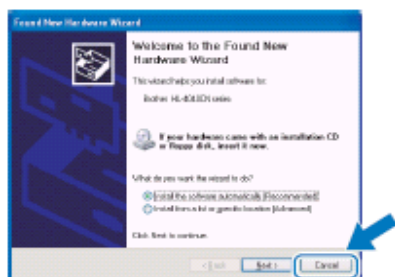 Found New Hardware Wizard
Welcome to the Found New
Hardware Wizard
This wizard helps you install software for:
Brother HL-4040CN series
If your hardware came with an installation CD
or floppy disk, insert it now.
What do you want the wizard to do?
Install the software automatically (Recommended)
Install from a list or specific location (Advanced)
Click Next to continue.
< Back
Next >
Cancel